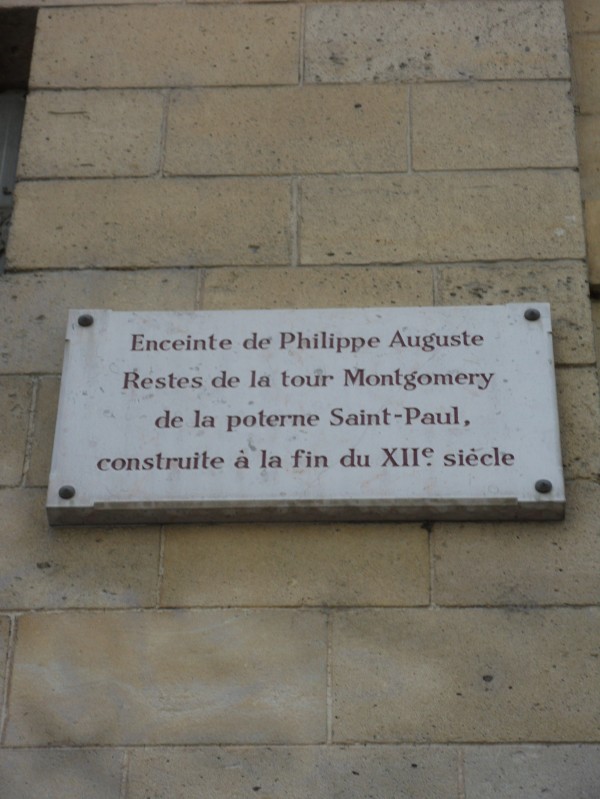 Enceinte de Philippe Auguste
Restes de la tour Montgomery
de la poterne Saint-Paul,
construite à la fin du XIIe. siècle